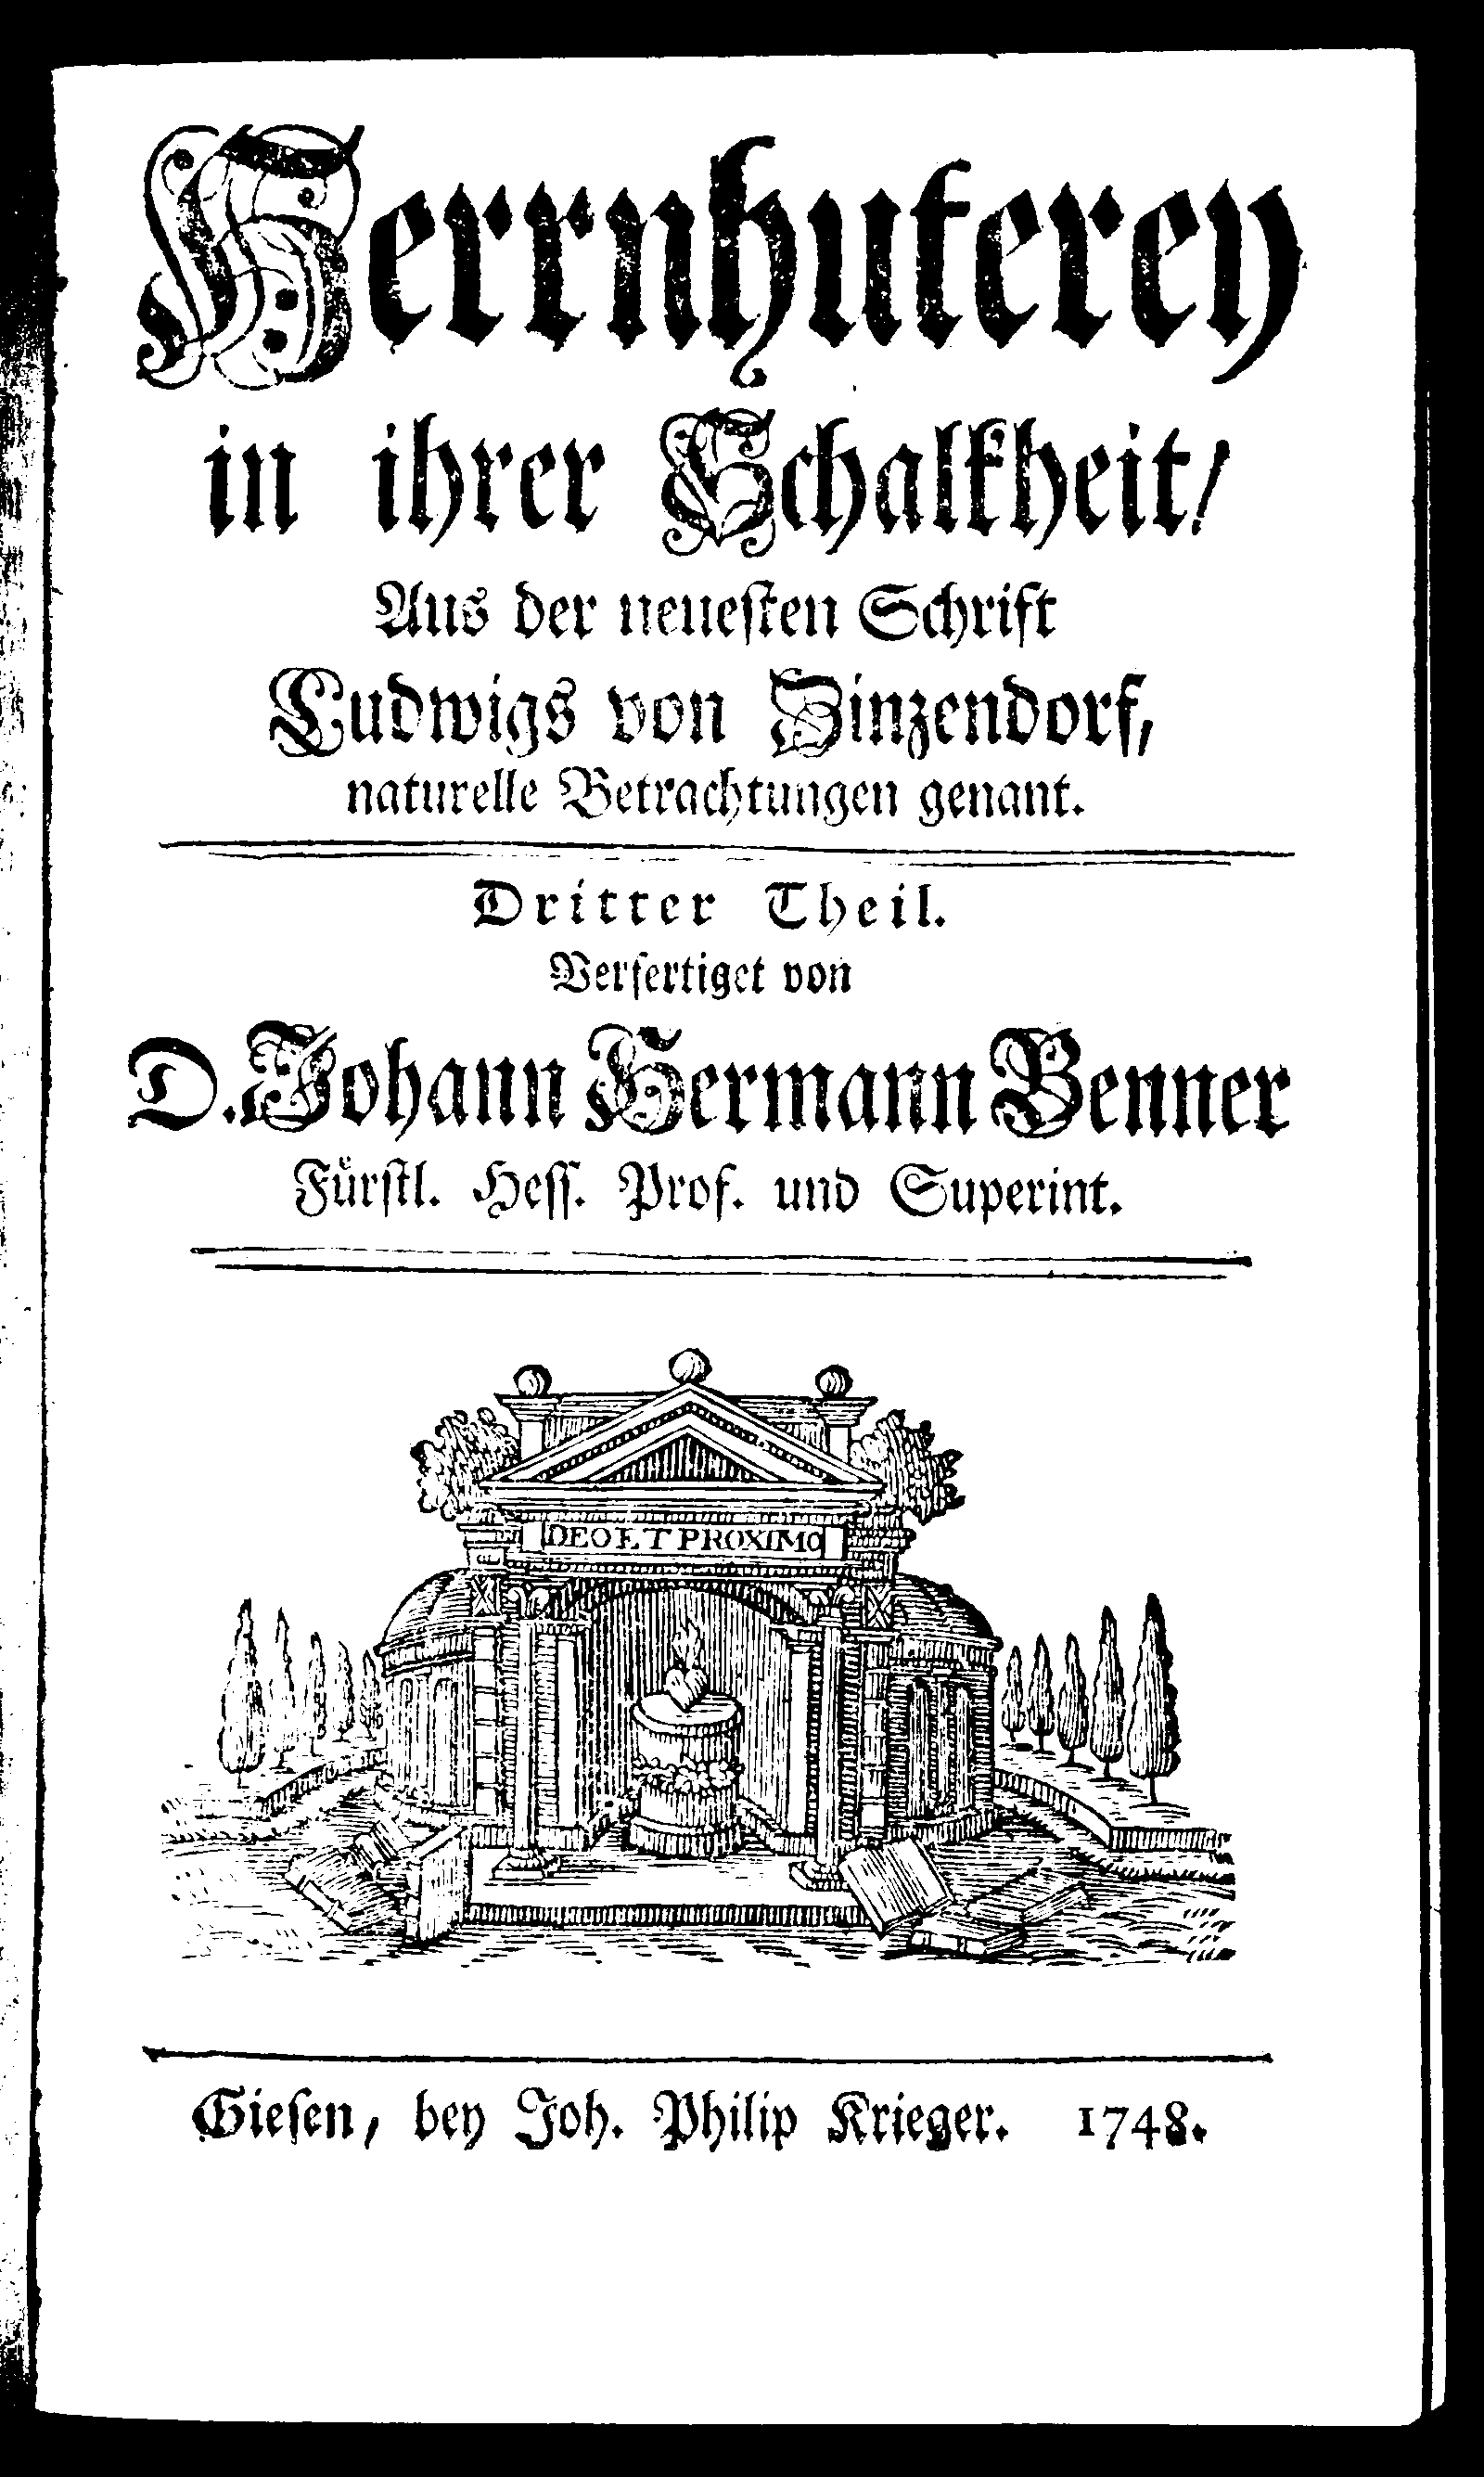 Herrnhuterey
in ihrer Schalkheit/
Aus der neueſten Schrift
Ludwigs von Zinzendorf,
naturelle Betrachtungen genant.
Dritter Theil.
Verfertiget von
D. Johann Hermann Benner
Fürſtl. Heſſ. Prof. und Superint.
DEO ET PROXIMO
Gieſen, bey Joh. Philip Krieger. 1748.